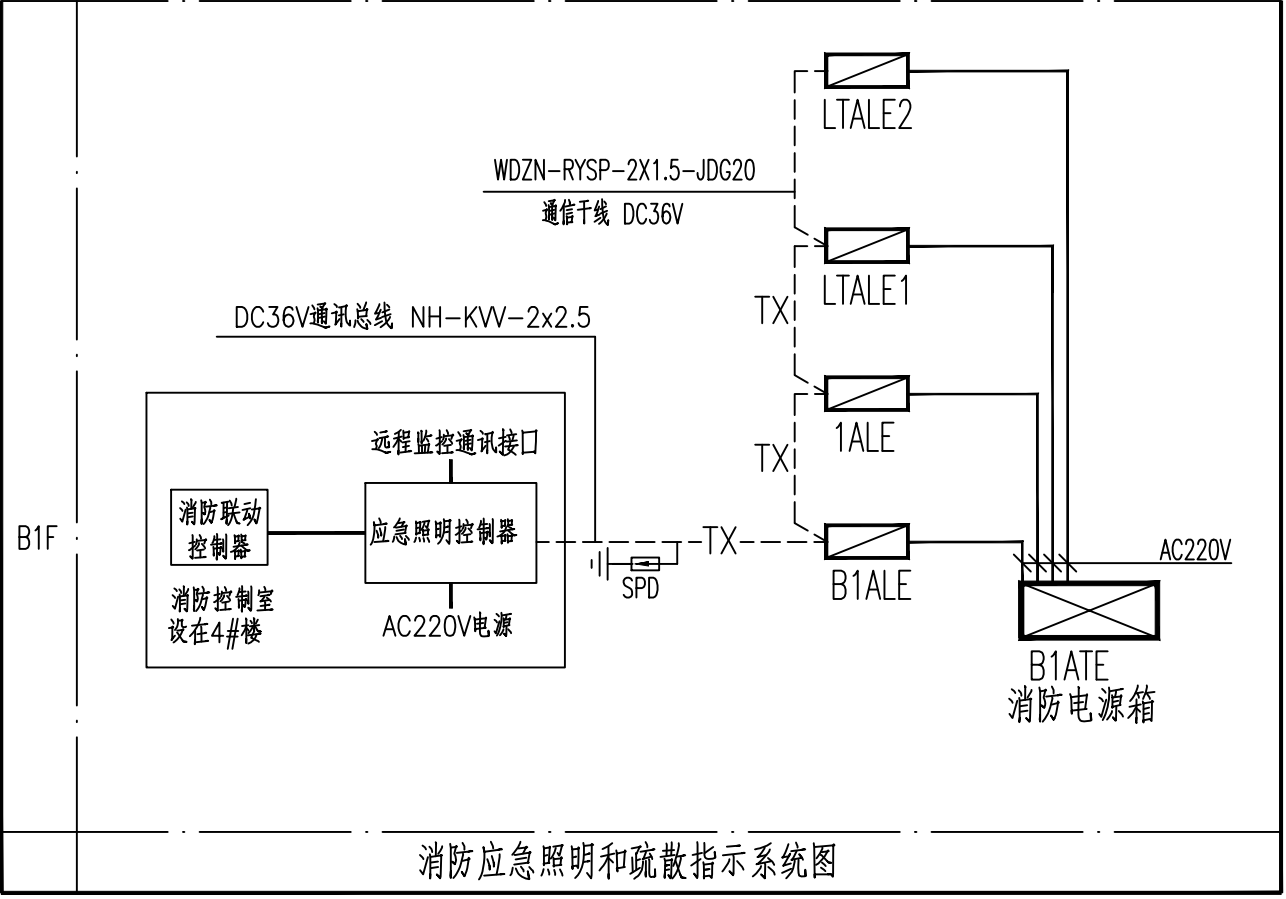 LTALE2
WDZN-RYSP-2X1.5-JDG20
通信干线 DC36V
LTALE1
TX
DC36V通讯总线 NH-KVV-2x2.5
1ALE
TX
远程监控通讯接口
消防联动
控制器
应急照明控制器
B1F
TX
AC220V
SPD
B1ALE
消防控制室
设在4#楼
AC220V电源
B1ATE
消防电源箱
消防应急照明和疏散指示系统图